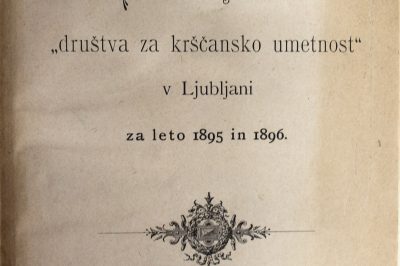 „društva za krščansko umetnost“
v Ljubljani
za leto 1895 in 1896.